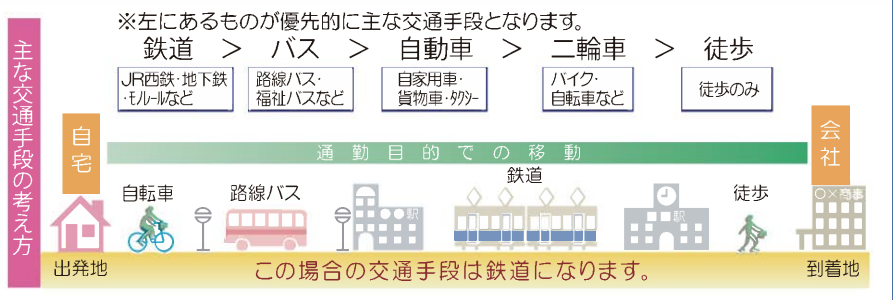 主な交通手段の考え方
※左にあるものが優先的に主な交通手段となります。
鉄道 > バス > 自動車 > 二輪車 > 徒歩
JR西鉄・地下鉄
・モノルールなど
路線バス・
福祉バスなど
自家用車・
貨物車・タクシー
バイク・
自転車など
徒歩のみ
自宅
通勤目的での移動
会社
自転車
路線バス
鉄道
徒歩
○○駅
駅
○×商事
出発地
この場合の交通手段は鉄道になります。
到着地